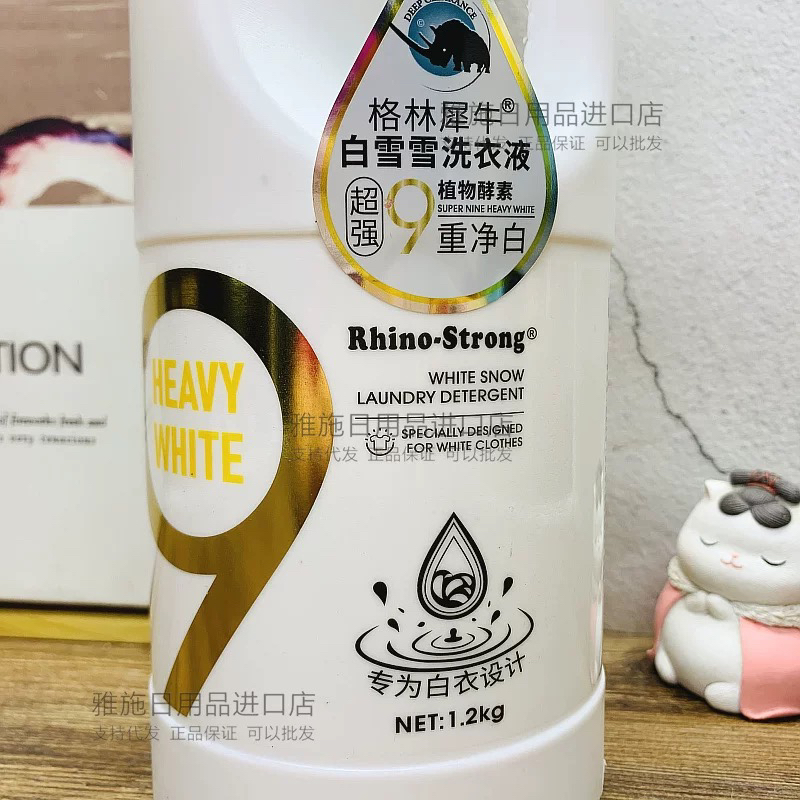 DEEP CLEARANCE
©
格林犀牛®
白雪雪洗衣液
超强
9
植物酵素
SUPER NINE HEAVY WHITE
重净白
雅施日用品进口店
支持代发 正品保证 可以批发
9
HEAVY
WHITE
Rhino-Strong®
WHITE SNOW
LAUNDRY DETERGENT
SPECIALLY DESIGNED
FOR WHITE CLOTHES
雅施日用品进口店
支持代发 正品保证 可以批发
专为白衣设计
NET:1.2kg
雅施日用品进口店
支持代发 正品保证 可以批发
TION